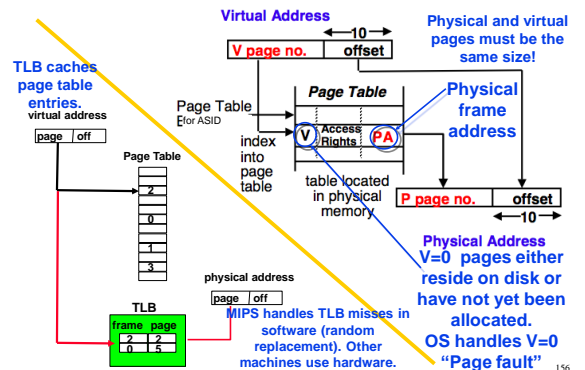 TLB caches
page table
entries.
virtual address
page off
Page Table
2
0
1
3
physical address
page off
TLB
frame page
2 2
0 5
MIPS handles TLB misses in
software (random
replacement). Other
machines use hardware.
Virtual Address
10
V page no. offset
Physical and virtual
pages must be the
same size!
Page Table
Page Table
for ASID
V Access
Rights PA
index
into
page
table
table located
in physical
memory
Physical
frame
address
P page no. offset
10
Physical Address
V=0 pages either
reside on disk or
have not yet been
allocated.
OS handles V=0
“Page fault”
156